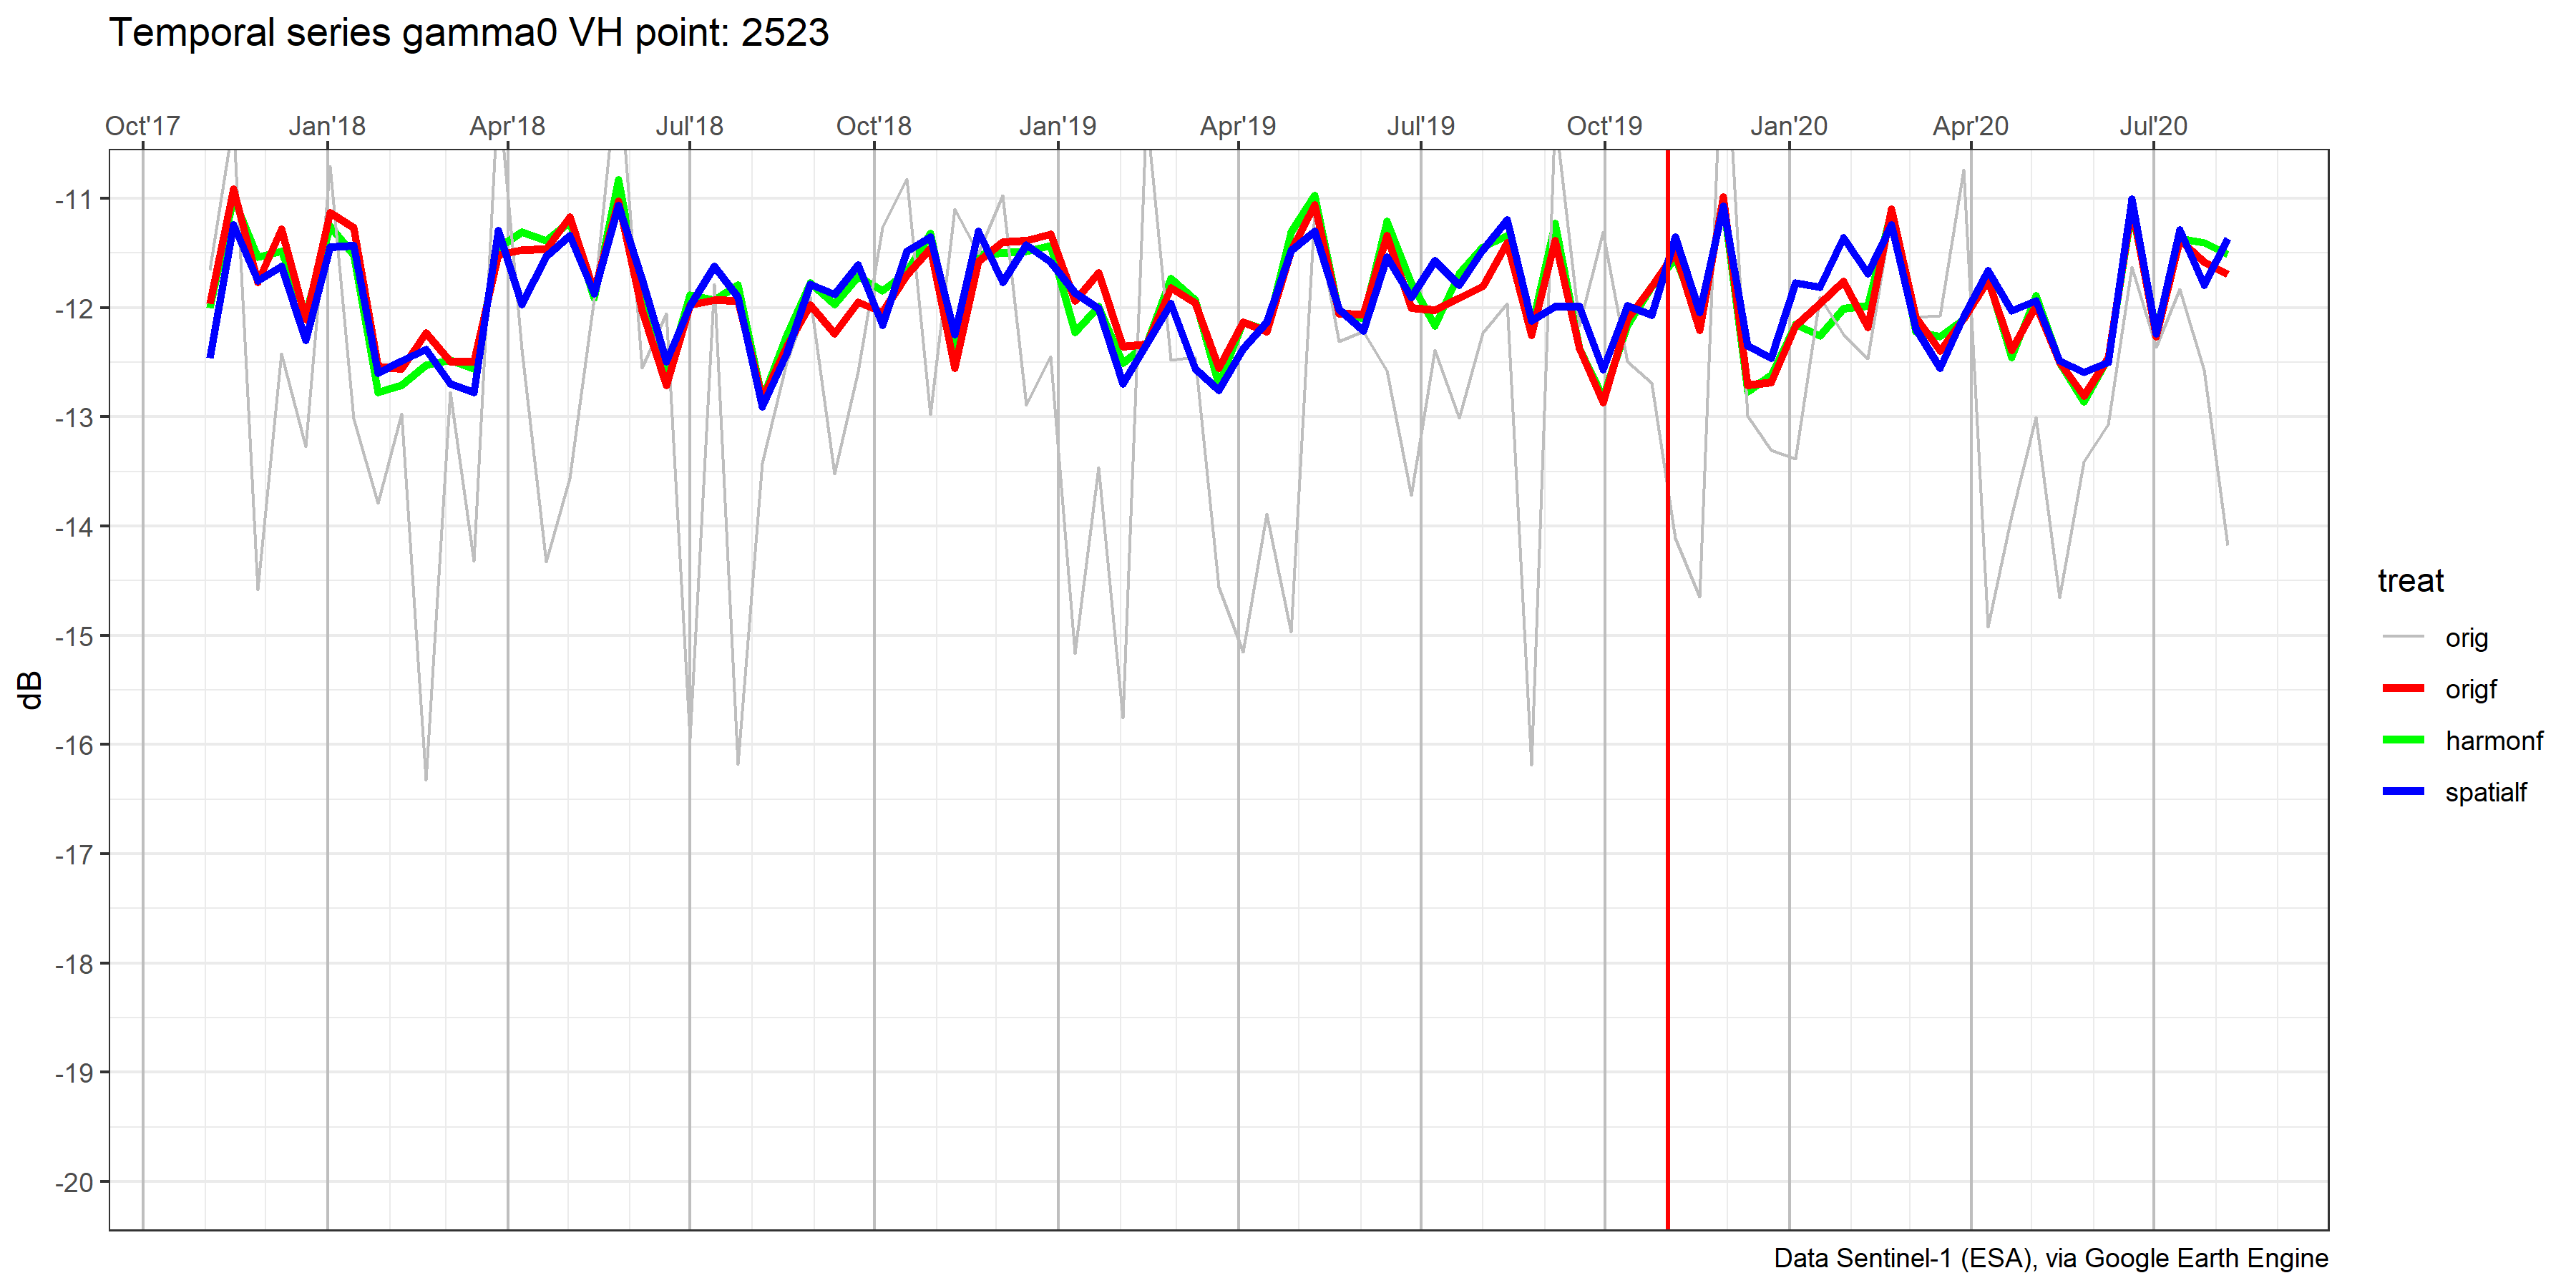 Temporal series gamma0 VH point: 2523
Oct'17 Jan'18 Apr'18 Jul'18 Oct'18 Jan'19 Apr'19 Jul'19 Oct'19 Jan'20 Apr'20 Jul'20
-11
-12
-13
-14
-15
-16
-17
-18
-19
-20
dB
treat
orig
origf
harmonf
spatialf
Data Sentinel-1 (ESA), via Google Earth Engine